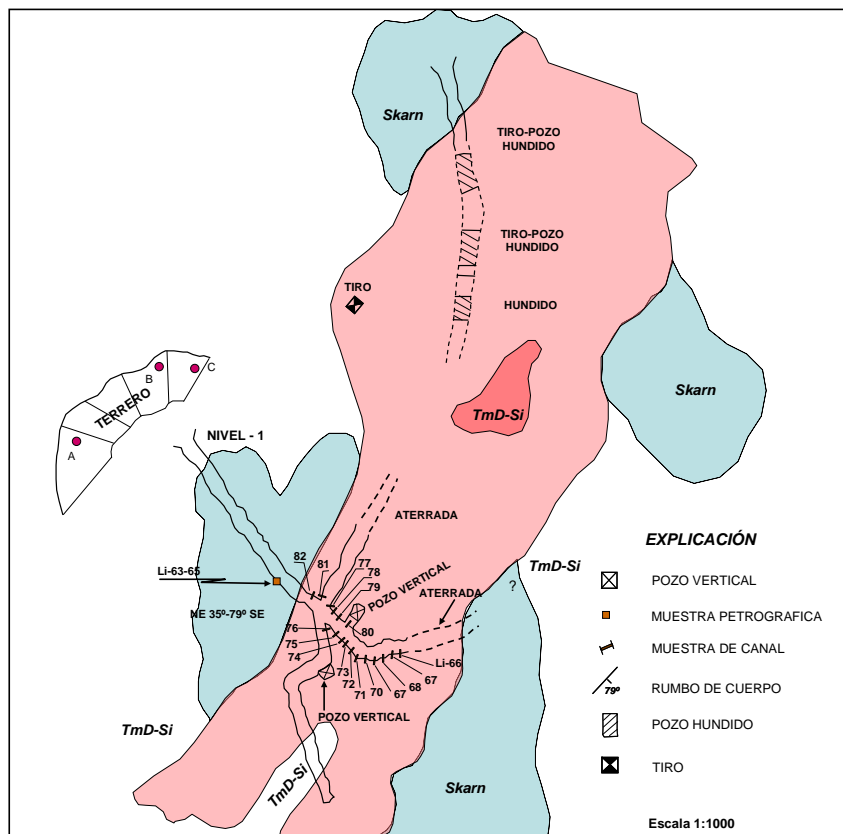 Skarn
TIRO-POZO
HUNDIDO
TIRO-POZO
HUNDIDO
TIRO
HUNDIDO
B
C
TERRERO
A
TmD-Si
Skarn
NIVEL - 1
ATERRADA
82
81
77
78
79
POZO VERTICAL
ATERRADA
80
Li-63-65
NE 35º-79º SE
76
75
74
73
72
71
70
67
68
67
Li-66
POZO VERTICAL
TmD-Si
TmD-Si
Skarn
?
TmD-Si
EXPLICACIÓN
POZO VERTICAL
MUESTRA PETROGRAFICA
MUESTRA DE CANAL
79º
RUMBO DE CUERPO
POZO HUNDIDO
TIRO
Escala 1:1000